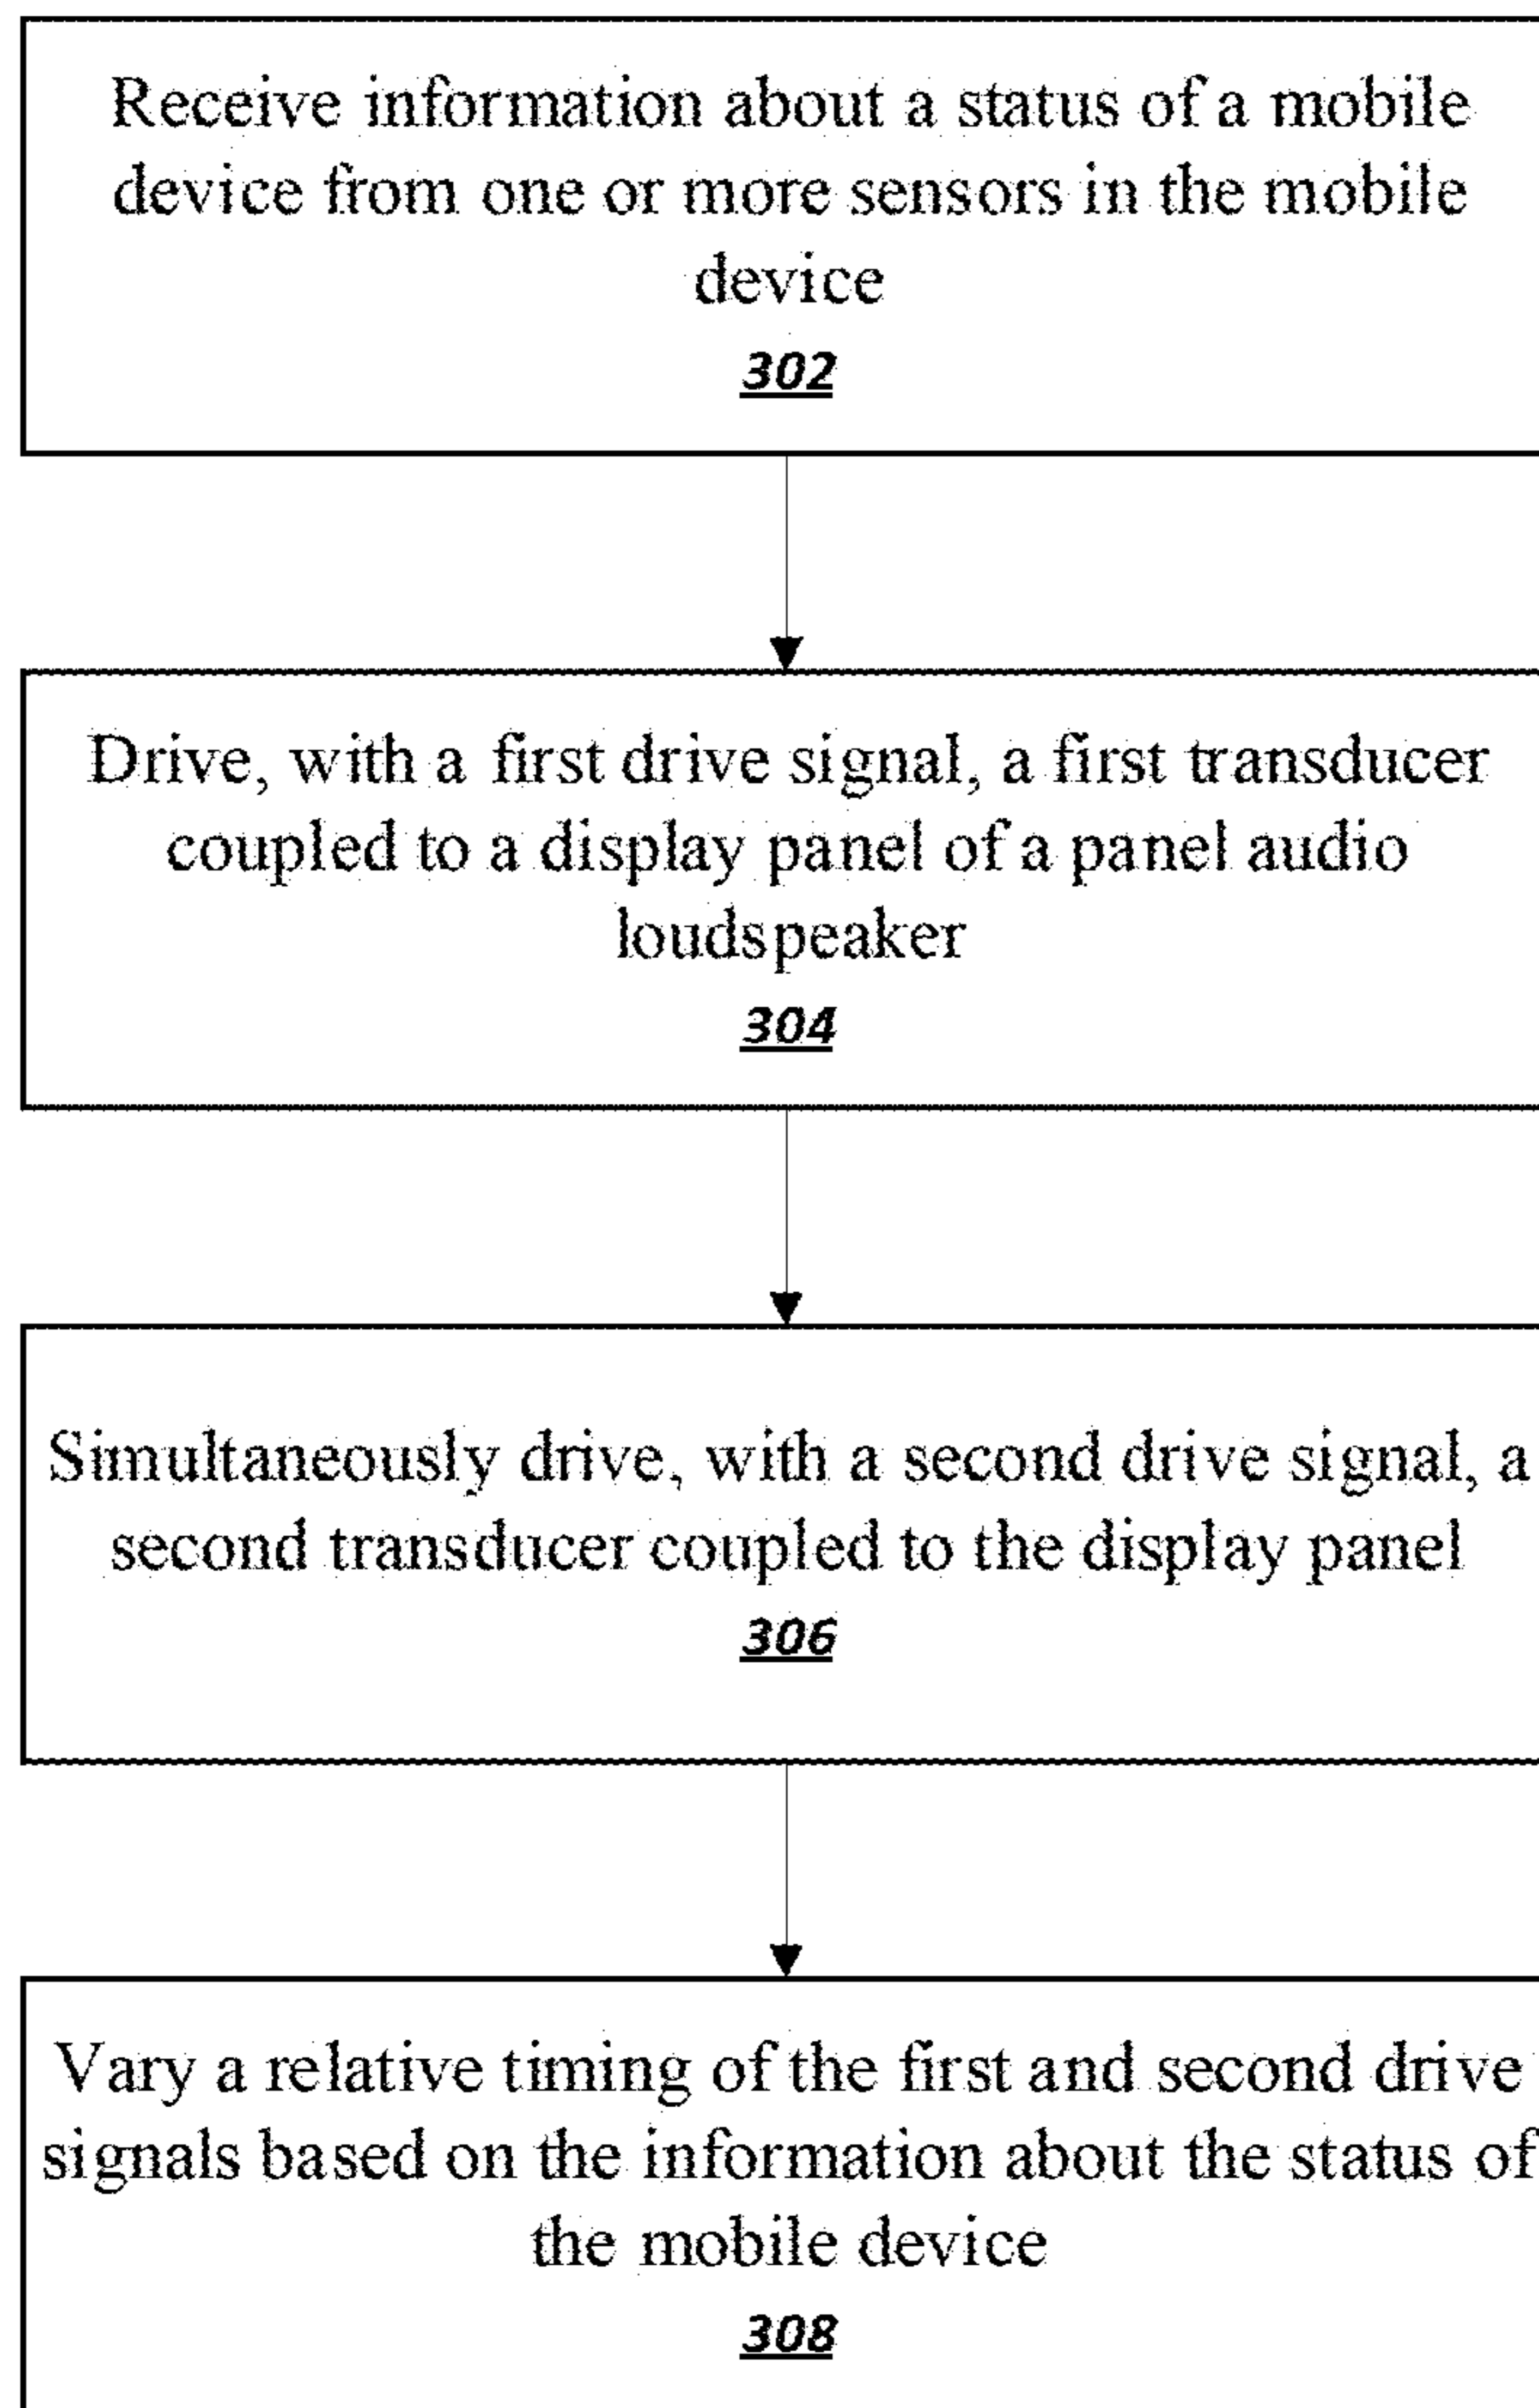 Receive information about a status of a mobile
device from one or more sensors in the mobile
device
302
Drive, with a first drive signal, a first transducer
coupled to a display panel of a panel audio
loudspeaker
304
Simultaneously drive, with a second drive signal, a
second transducer coupled to the display panel
306
Vary a relative timing of the first and second drive
signals based on the information about the status of
the mobile device
308